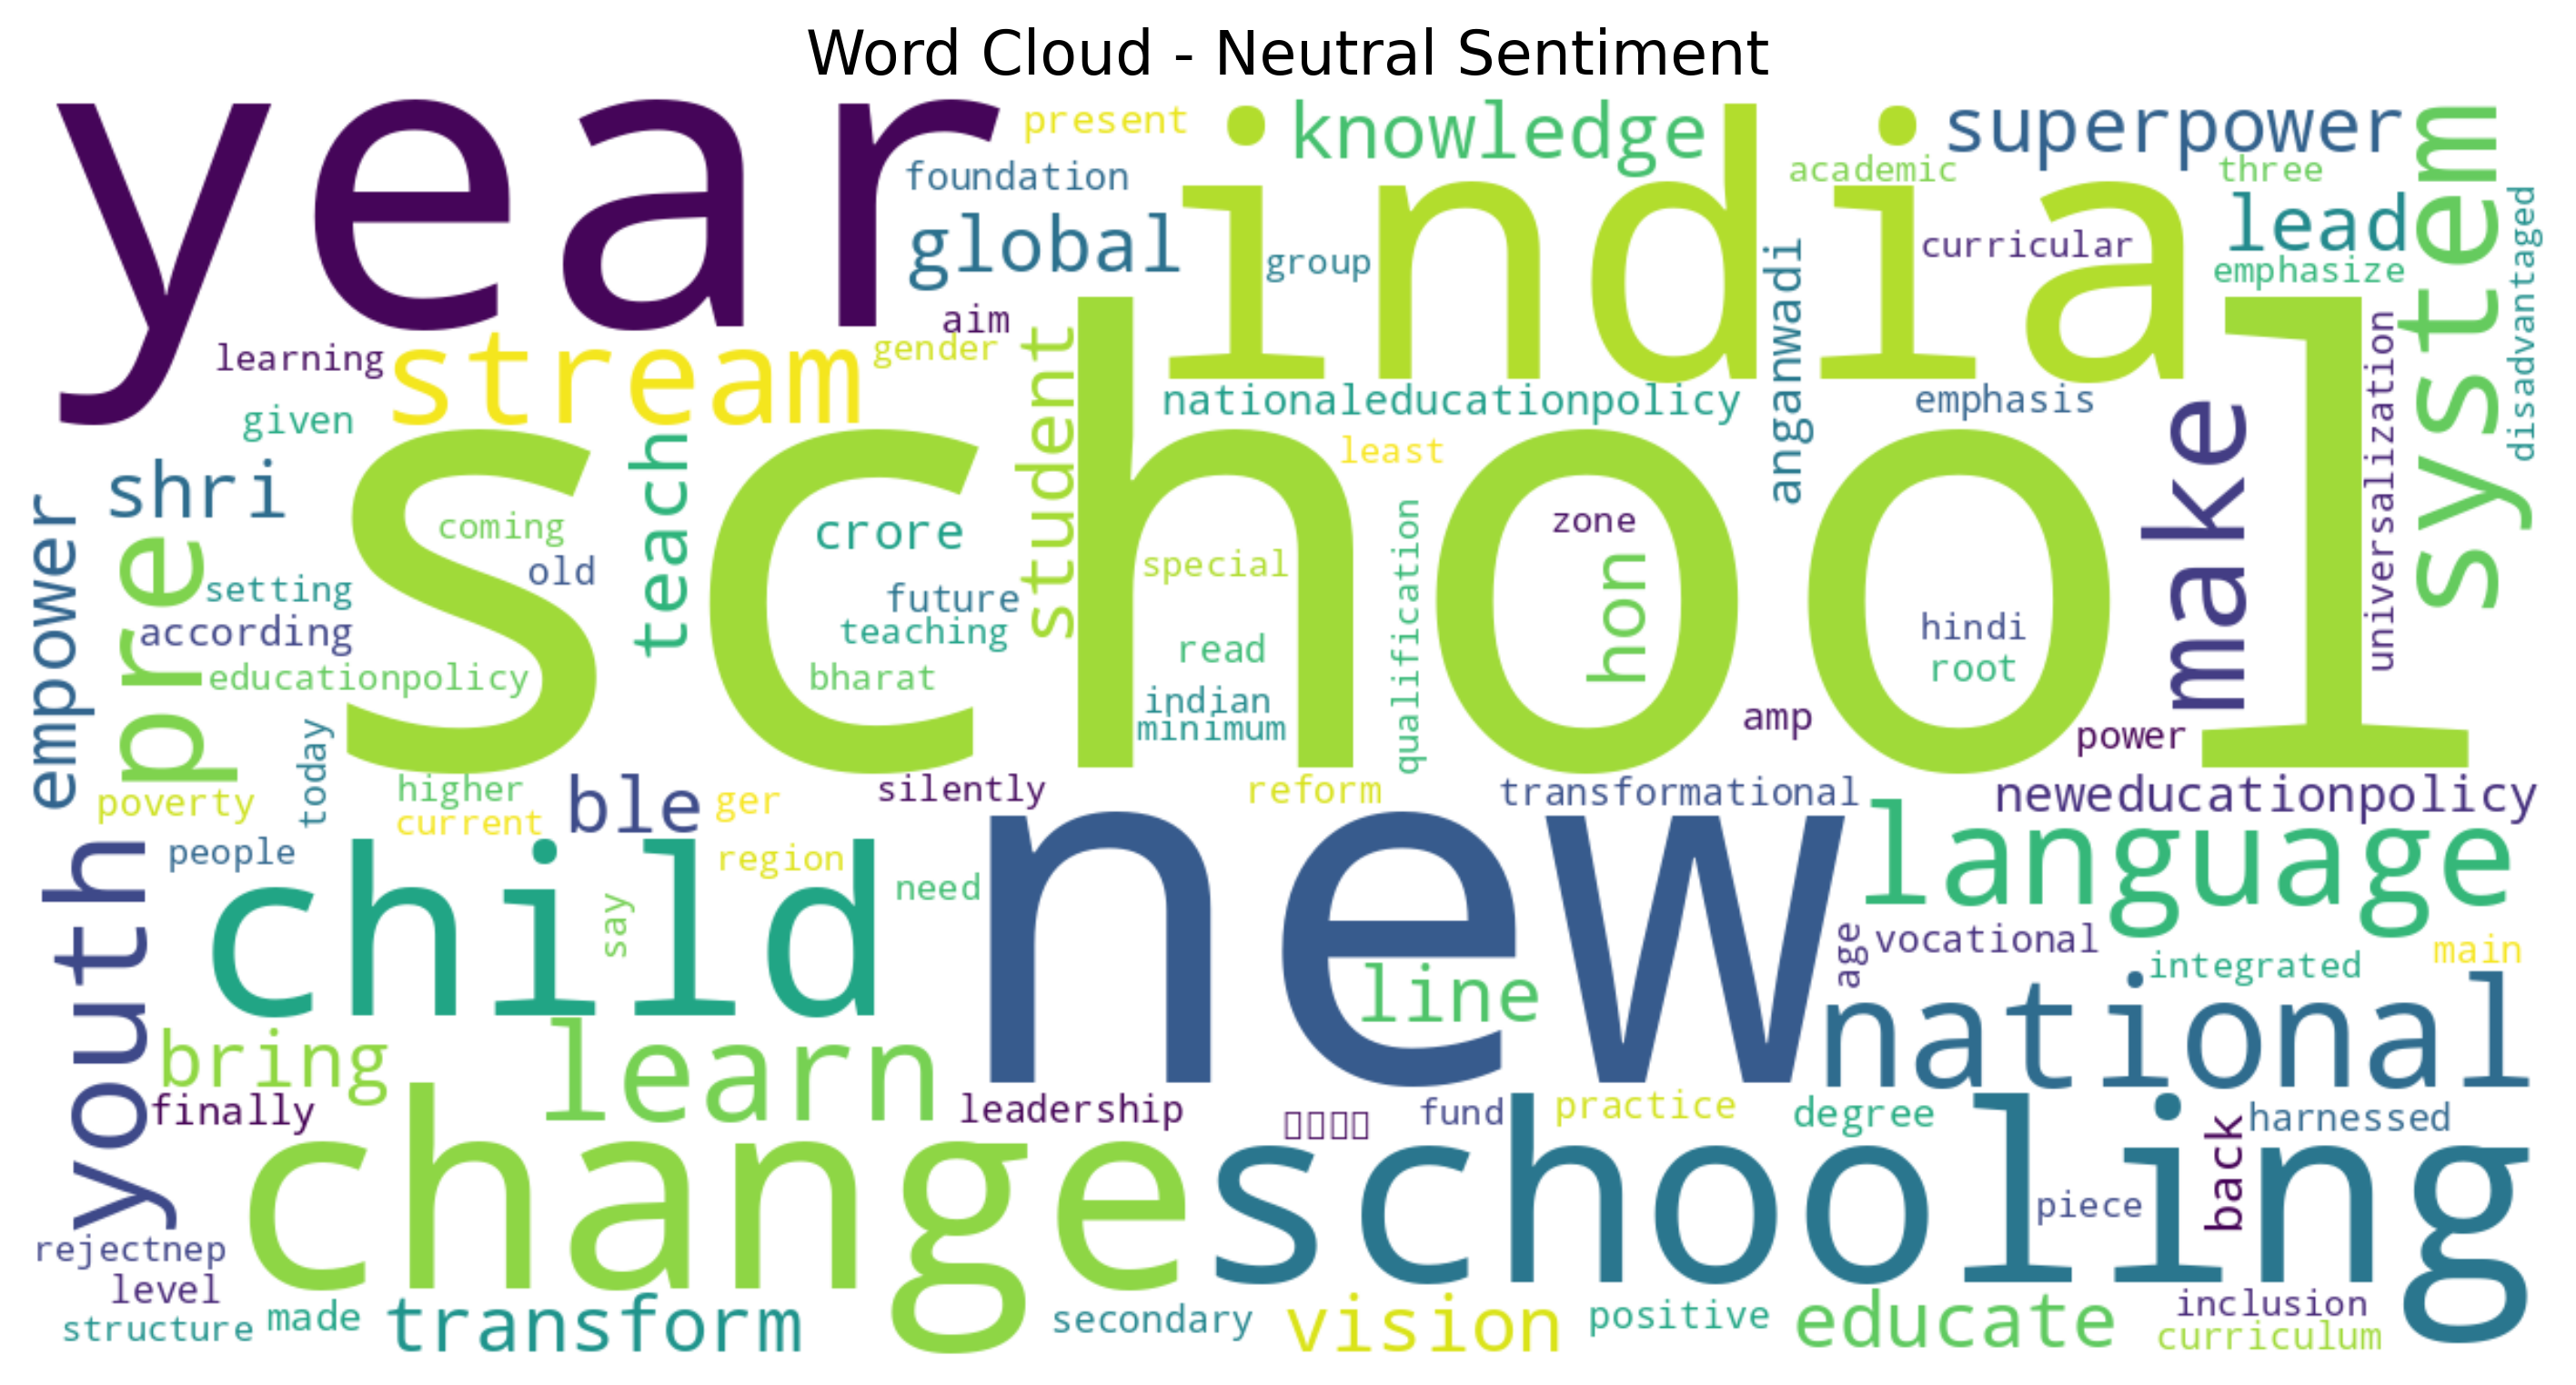 Word Cloud - Neutral Sentiment
year
present
india
knowledge
superpower
system
foundation
academic
three
global
group
curricular
lead
emphasize
disadvantaged
anganwadi
aim
gender
learning
stream
student
nationaleducationpolicy
emphasis
make
universalization
given
teach
school
least
shri
empower
pre
coming
old
crore
special
qualification
zone
hon
setting
future
hindi
according
teaching
read
root
educationpolicy
bharat
indian
minimum
amp
power
today
poverty
higher
current
ble
ger
silently
reform
transformational
neweducationpolicy
youth
people
child
say
region
need
new
language
line
age
vocational
integrated
main
bring
learn
national
finally
leadership
fund
practice
degree
back
harnessed
change
schooling
piece
rejectnep
level
structure
made
transform
secondary
vision
positive
educate
inclusion
curriculum